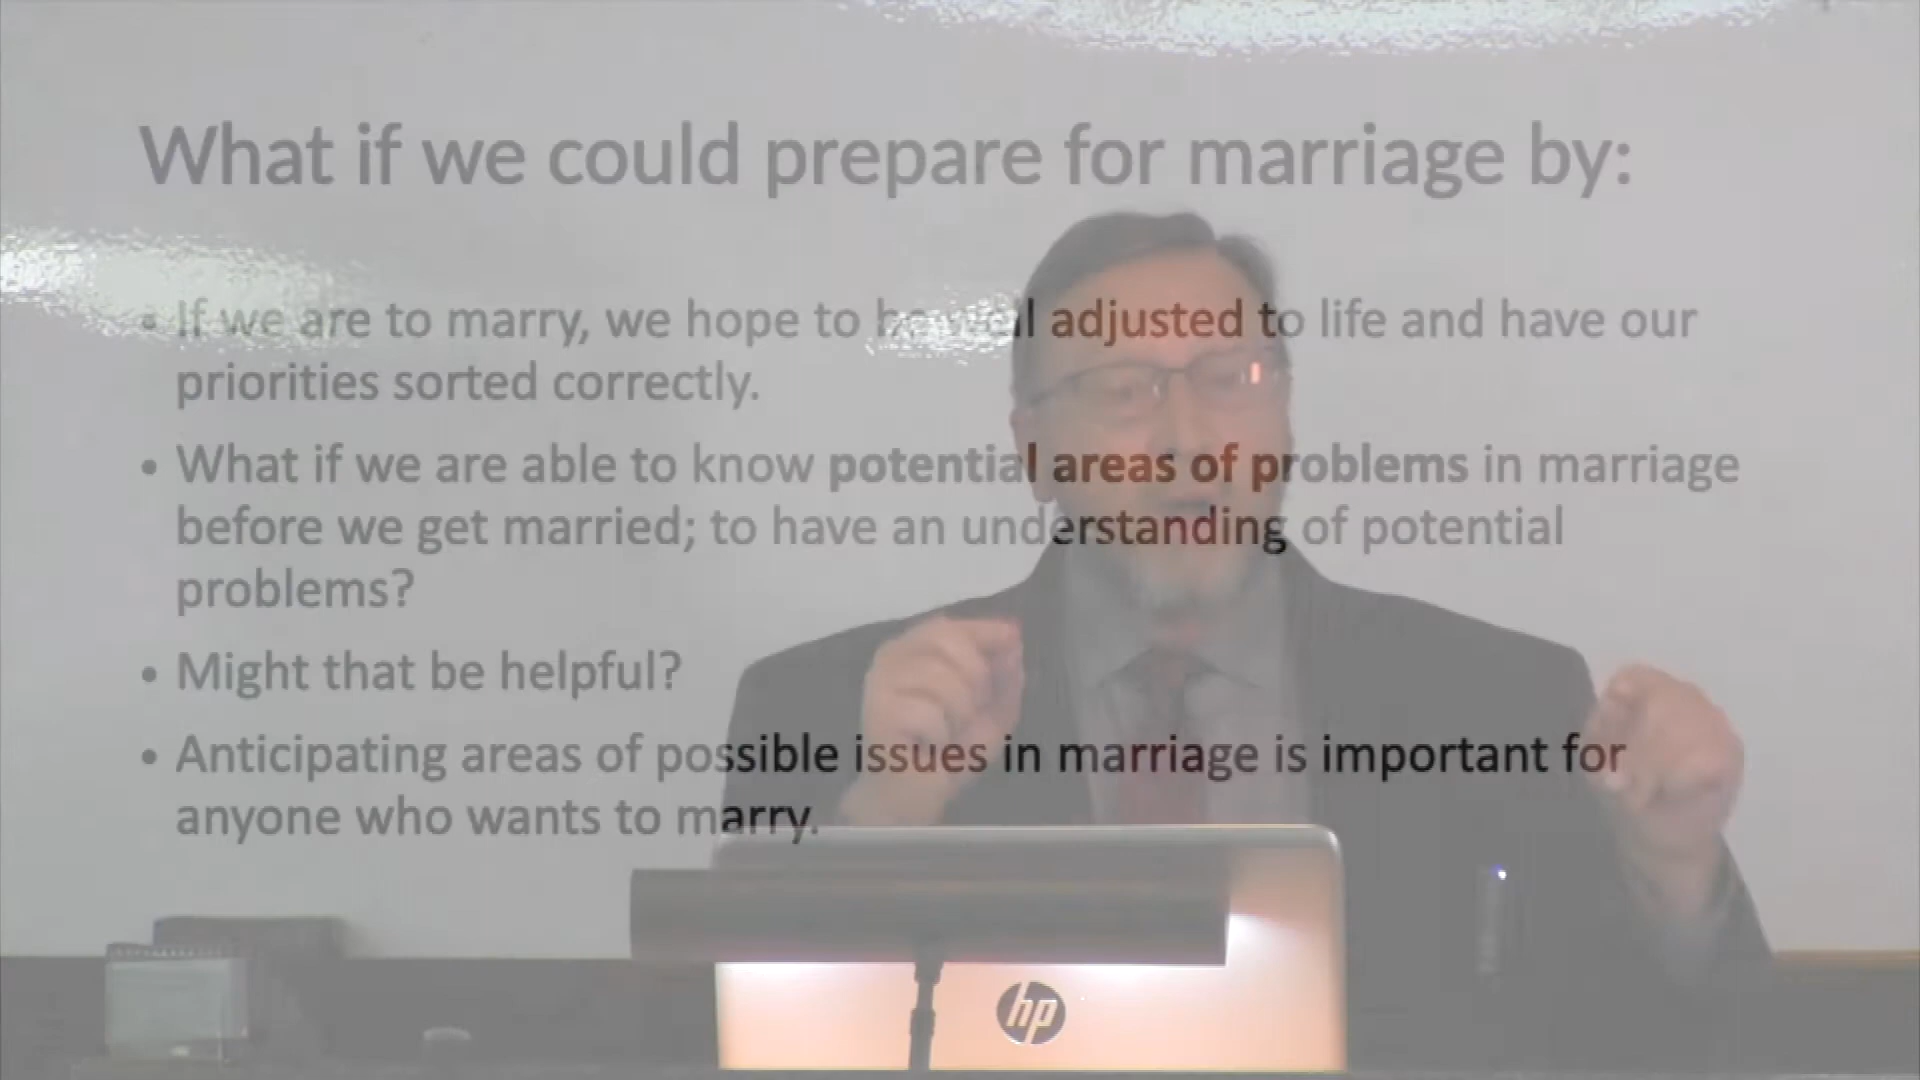 What if we could prepare for marriage by:
• If we are to marry, we hope to be well adjusted to life and have our
priorities sorted correctly.
• What if we are able to know potential areas of problems in marriage
before we get married; to have an understanding of potential
problems?
• Might that be helpful?
• Anticipating areas of possible issues in marriage is important for
anyone who wants to marry.
hp